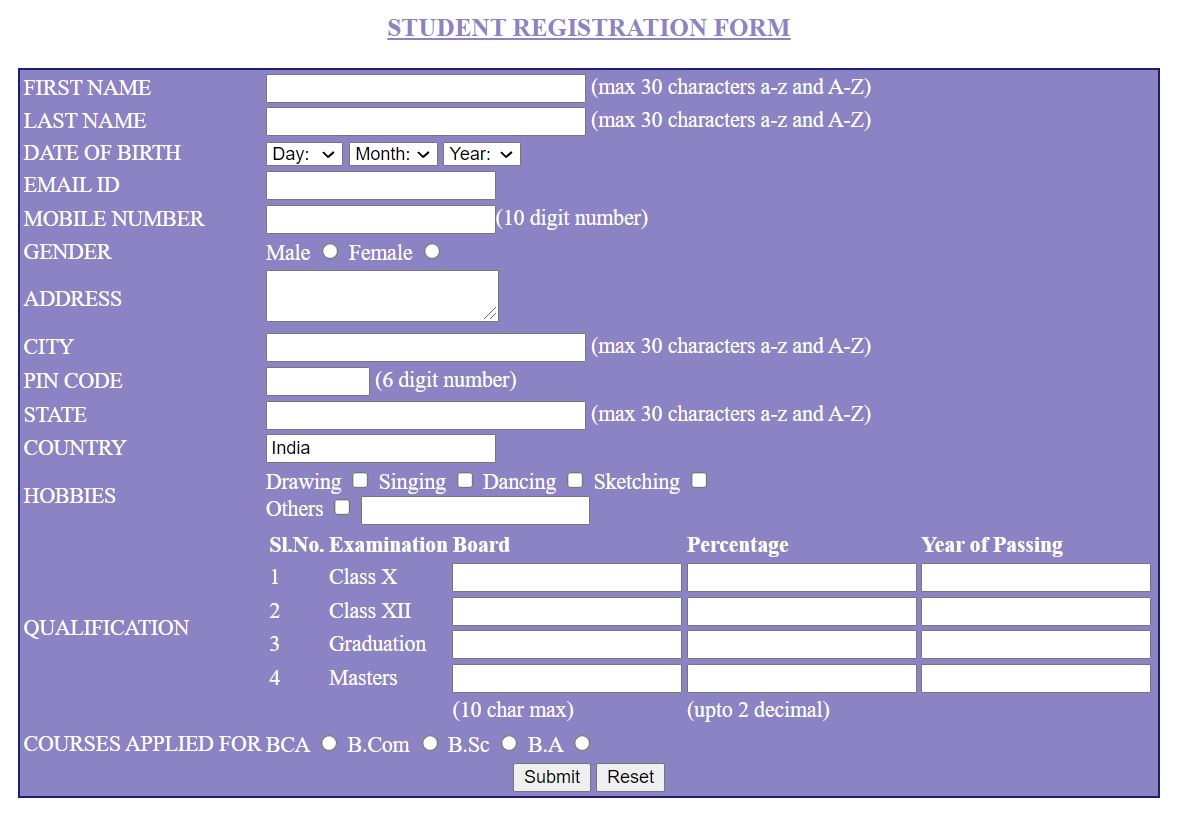 STUDENT REGISTRATION FORM
FIRST NAME (max 30 characters a-z and A-Z)
LAST NAME (max 30 characters a-z and A-Z)
DATE OF BIRTH Day: Month: Year:
EMAIL ID
MOBILE NUMBER (10 digit number)
GENDER Male Female
ADDRESS
CITY (max 30 characters a-z and A-Z)
PIN CODE (6 digit number)
STATE (max 30 characters a-z and A-Z)
COUNTRY India
HOBBIES Drawing Singing Dancing Sketching
Others
QUALIFICATION
Sl.No. Examination Board Percentage Year of Passing
1 Class X
2 Class XII
3 Graduation
4 Masters
(10 char max) (upto 2 decimal)
COURSES APPLIED FOR BCA B.Com B.Sc B.A
Submit Reset